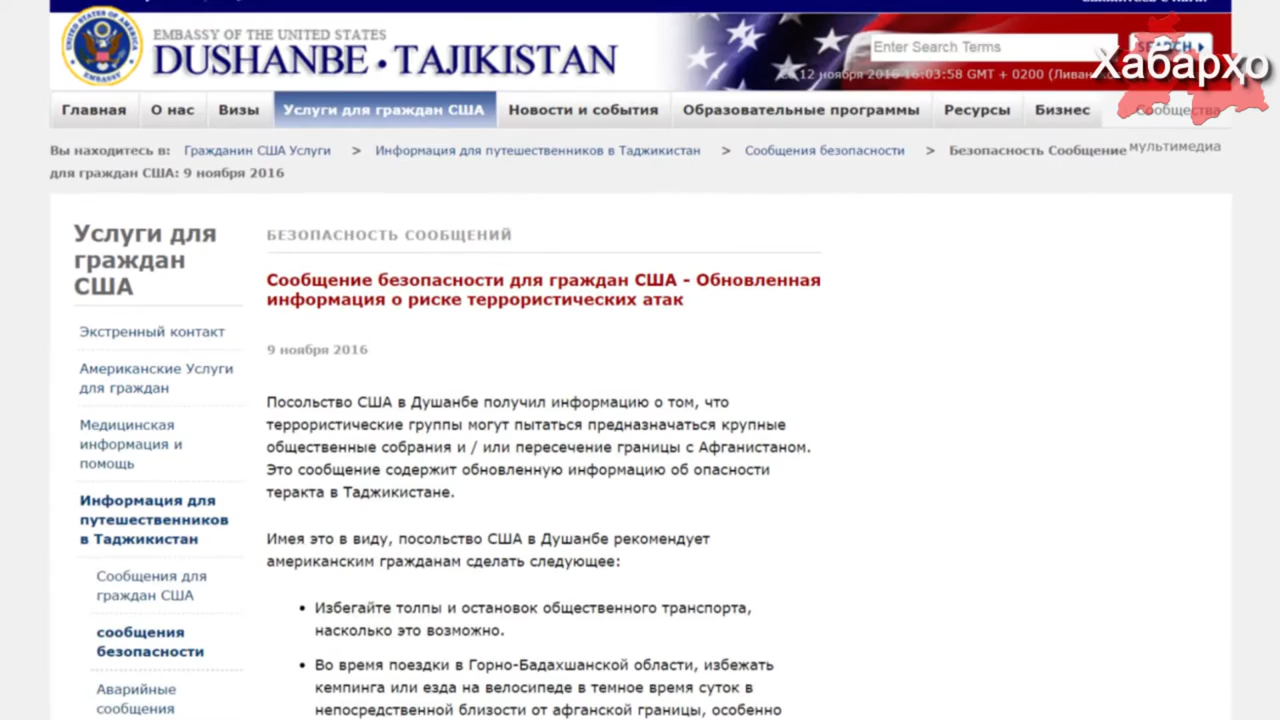 EMBASSY OF THE UNITED STATES
DUSHANBE • TAJIKISTAN
Enter Search Terms
SEARCH
12 ноября 2016 16:03:58 GMT + 0200
Хабарҳо
Главная О нас Визы Услуги для граждан США Новости и события Образовательные программы Ресурсы Бизнес Сообщества
мультимедиа
Вы находитесь в: Гражданин США Услуги > Информация для путешественников в Таджикистан > Сообщения безопасности > Безопасность Сообщение
для граждан США: 9 ноября 2016
Услуги для
граждан
США
Экстренный контакт
Американские Услуги
для граждан
Медицинская
информация и
помощь
Информация для
путешественников
в Таджикистан
Сообщения для
граждан США
сообщения
безопасности
Аварийные
сообщения
БЕЗОПАСНОСТЬ СООБЩЕНИЙ
Сообщение безопасности для граждан США - Обновленная
информация о риске террористических атак
9 ноября 2016
Посольство США в Душанбе получил информацию о том, что
террористические группы могут пытаться предназначаться крупные
общественные собрания и / или пересечение границы с Афганистаном.
Это сообщение содержит обновленную информацию об опасности
теракта в Таджикистане.
Имея это в виду, посольство США в Душанбе рекомендует
американским гражданам сделать следующее:
• Избегайте толпы и остановок общественного транспорта,
насколько это возможно.
• Во время поездки в Горно-Бадахшанской области, избежать
кемпинга или езда на велосипеде в темное время суток в
непосредственной близости от афганской границы, особенно